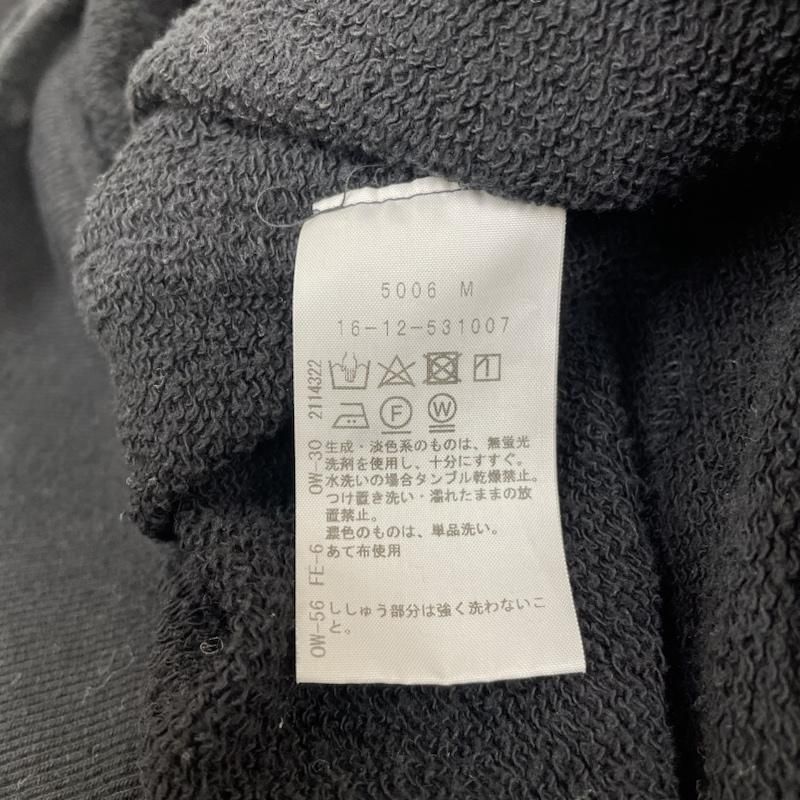 5006 M
16-12-531007
2114322
F W
OW-30
生成・淡色系のものは、無蛍光
洗剤を使用し、十分にすすぐ。
水洗いの場合タンブル乾燥禁止。
つけ置き洗い・濡れたままの放
置禁止。
濃色のものは、単品洗い。
FE-6
あて布使用
OW-56
ししゅう部分は強く洗わないこ
と。